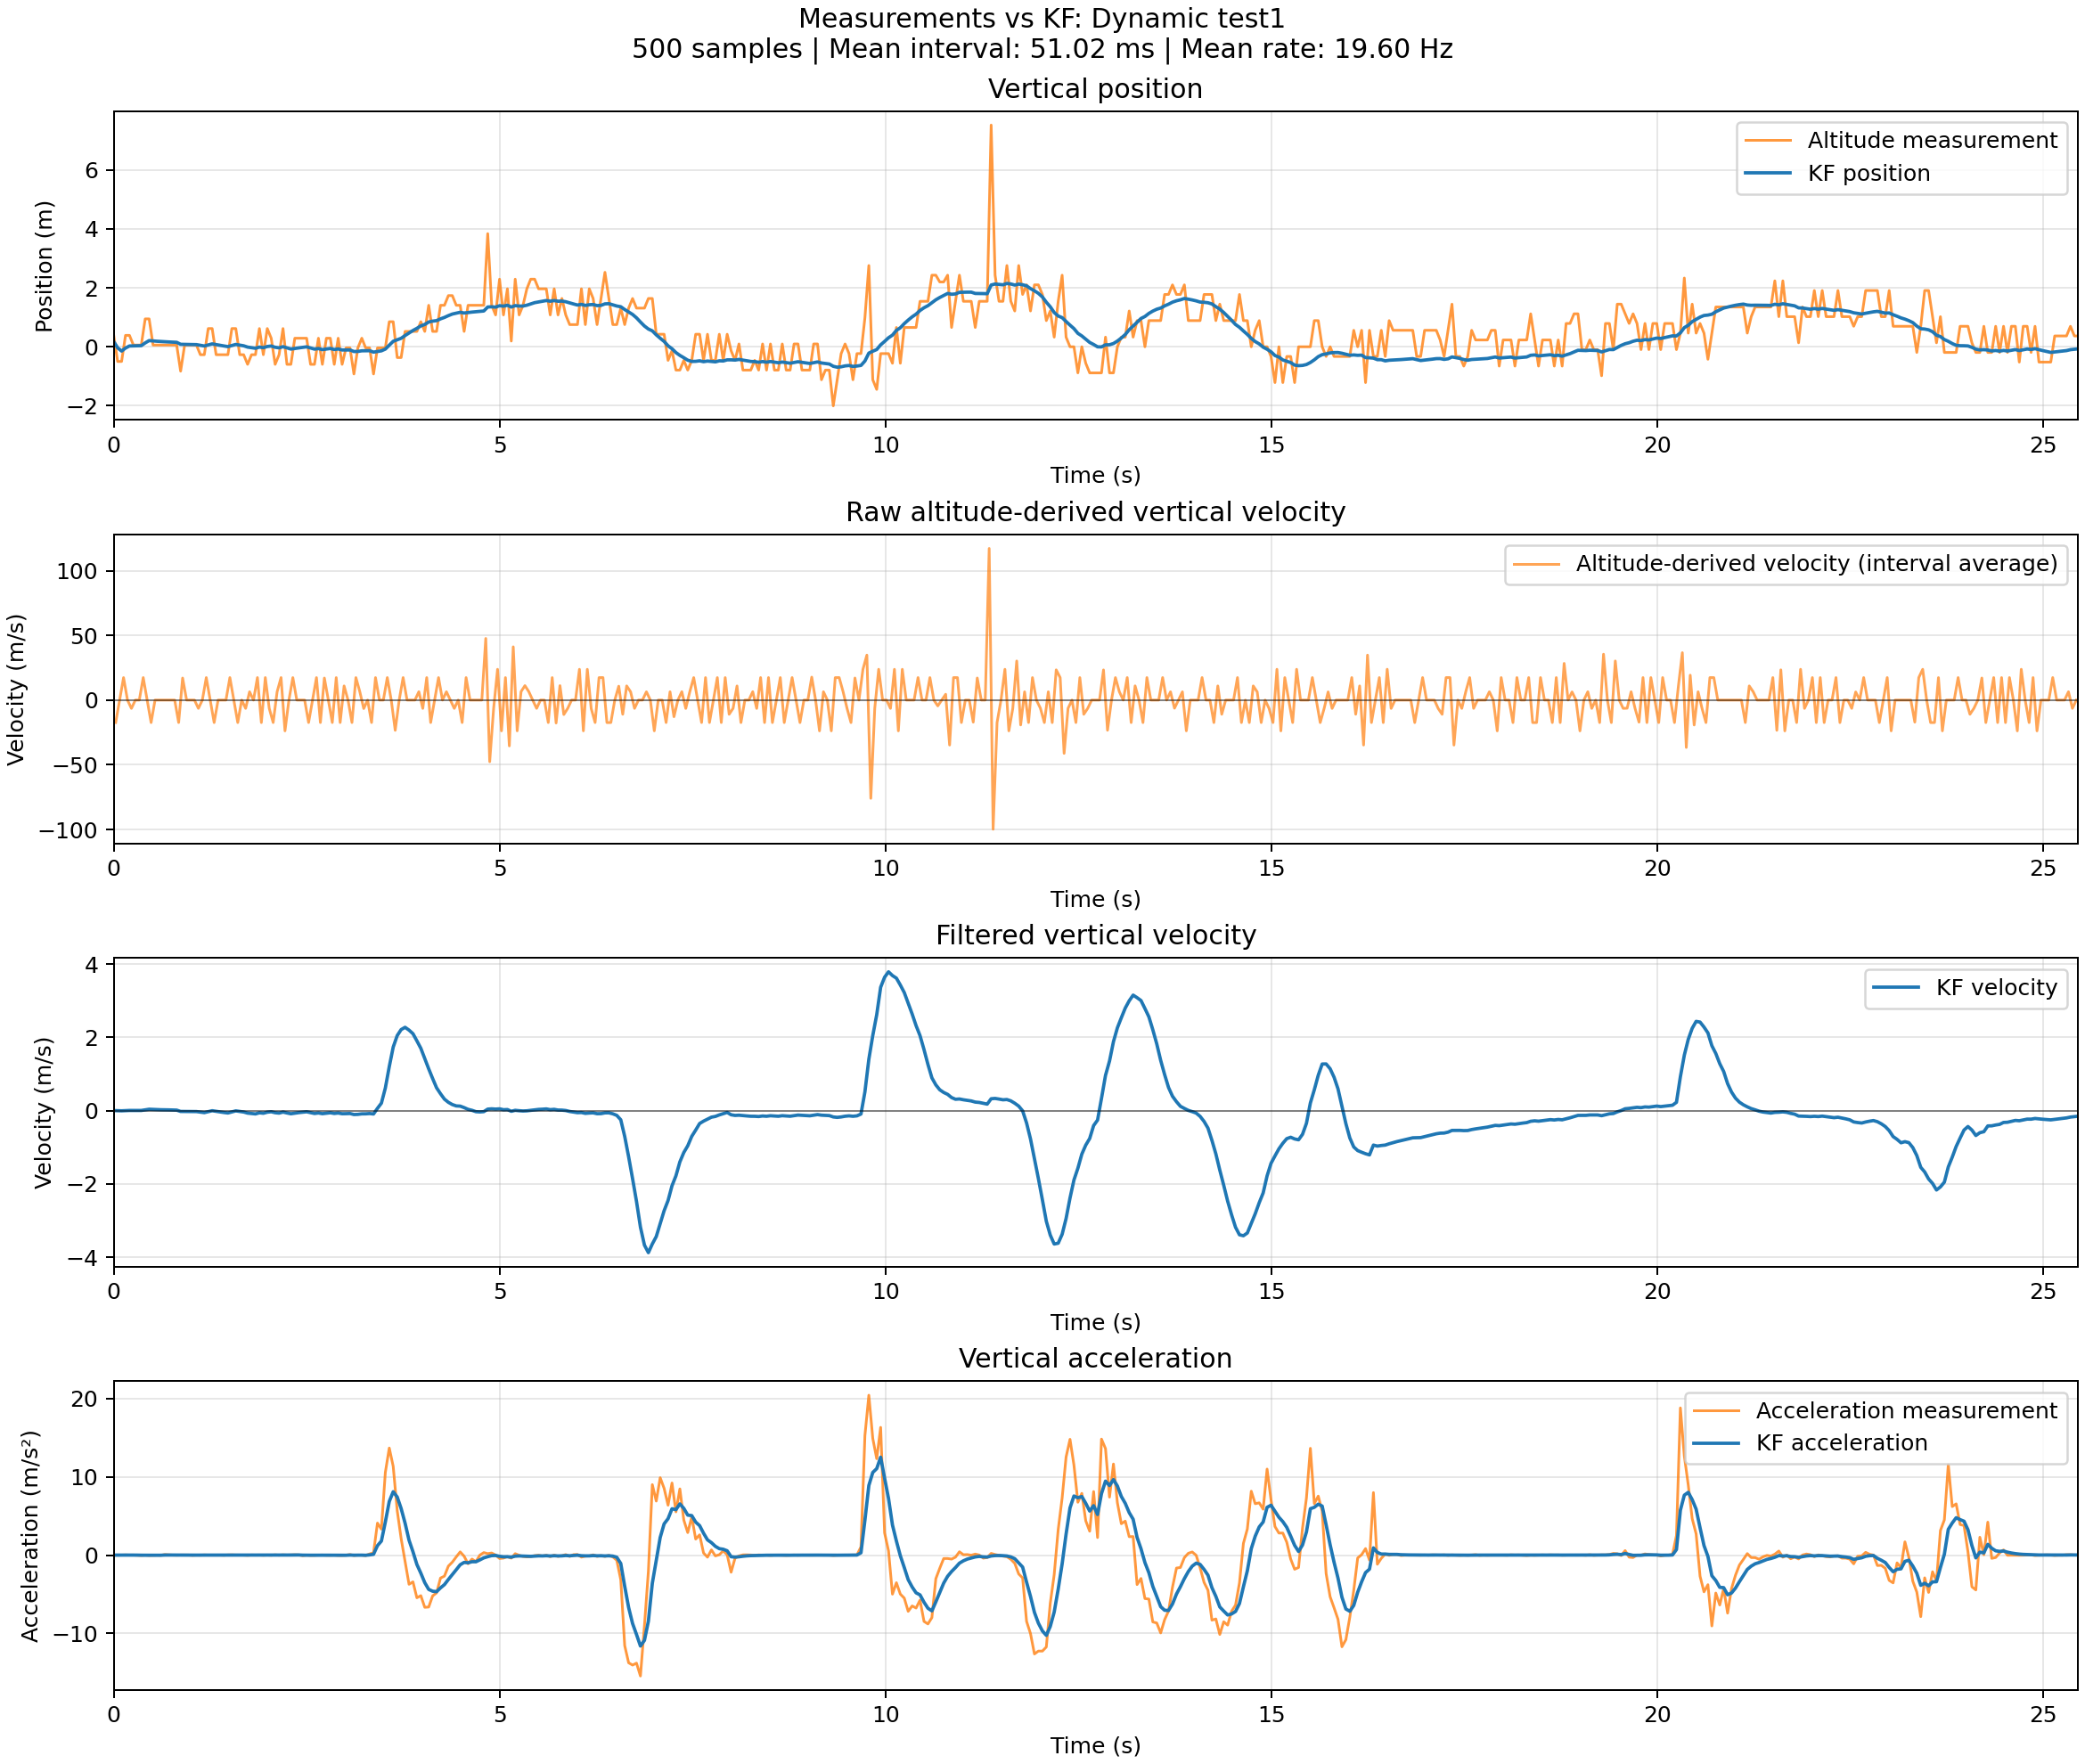 Measurements vs KF: Dynamic test1
500 samples | Mean interval: 51.02 ms | Mean rate: 19.60 Hz
Vertical position
Position (m)
6
4
2
0
−2
Altitude measurement
KF position
0 5 10 15 20 25
Time (s)
Raw altitude-derived vertical velocity
Velocity (m/s)
100
50
0
−50
−100
Altitude-derived velocity (interval average)
0 5 10 15 20 25
Time (s)
Filtered vertical velocity
Velocity (m/s)
4
2
0
−2
−4
KF velocity
0 5 10 15 20 25
Time (s)
Vertical acceleration
Acceleration (m/s²)
20
10
0
−10
Acceleration measurement
KF acceleration
0 5 10 15 20 25
Time (s)